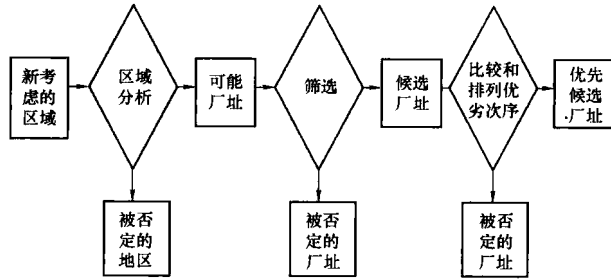 新考
虑的
区域
区域
分析
可能
厂址
筛选
候选
厂址
比较和
排列优
劣次序
优先
候选
厂址
被否
定的
地区
被否
定的
厂址
被否
定的
厂址